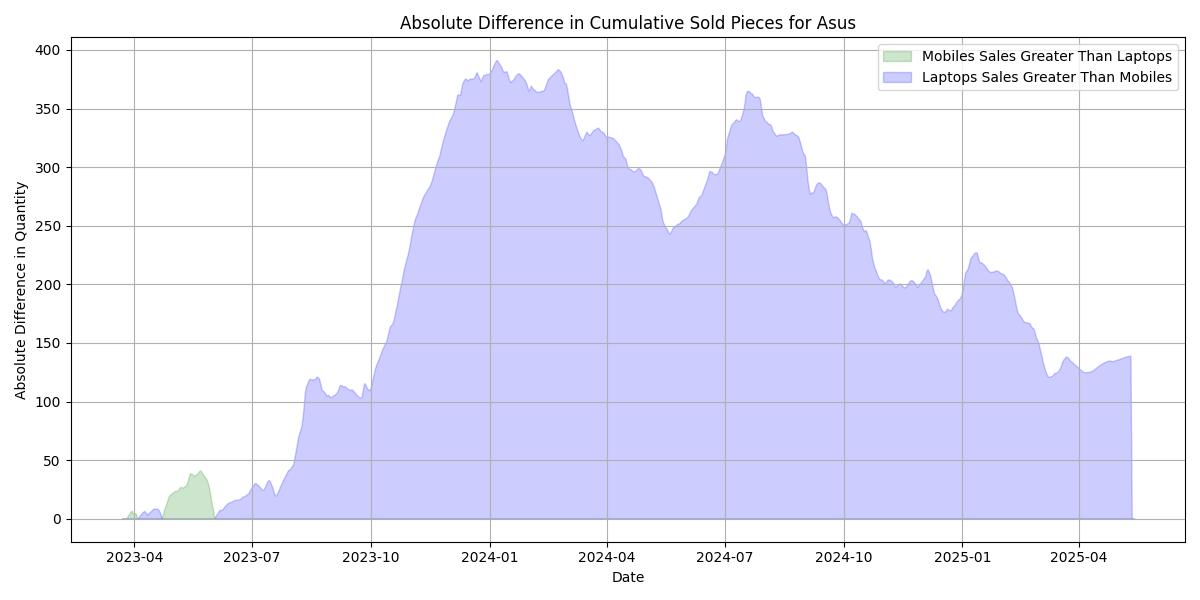 Absolute Difference in Cumulative Sold Pieces for Asus
Mobiles Sales Greater Than Laptops
Laptops Sales Greater Than Mobiles
Absolute Difference in Quantity
400
350
300
250
200
150
100
50
0
2023-04 2023-07 2023-10 2024-01 2024-04 2024-07 2024-10 2025-01 2025-04
Date